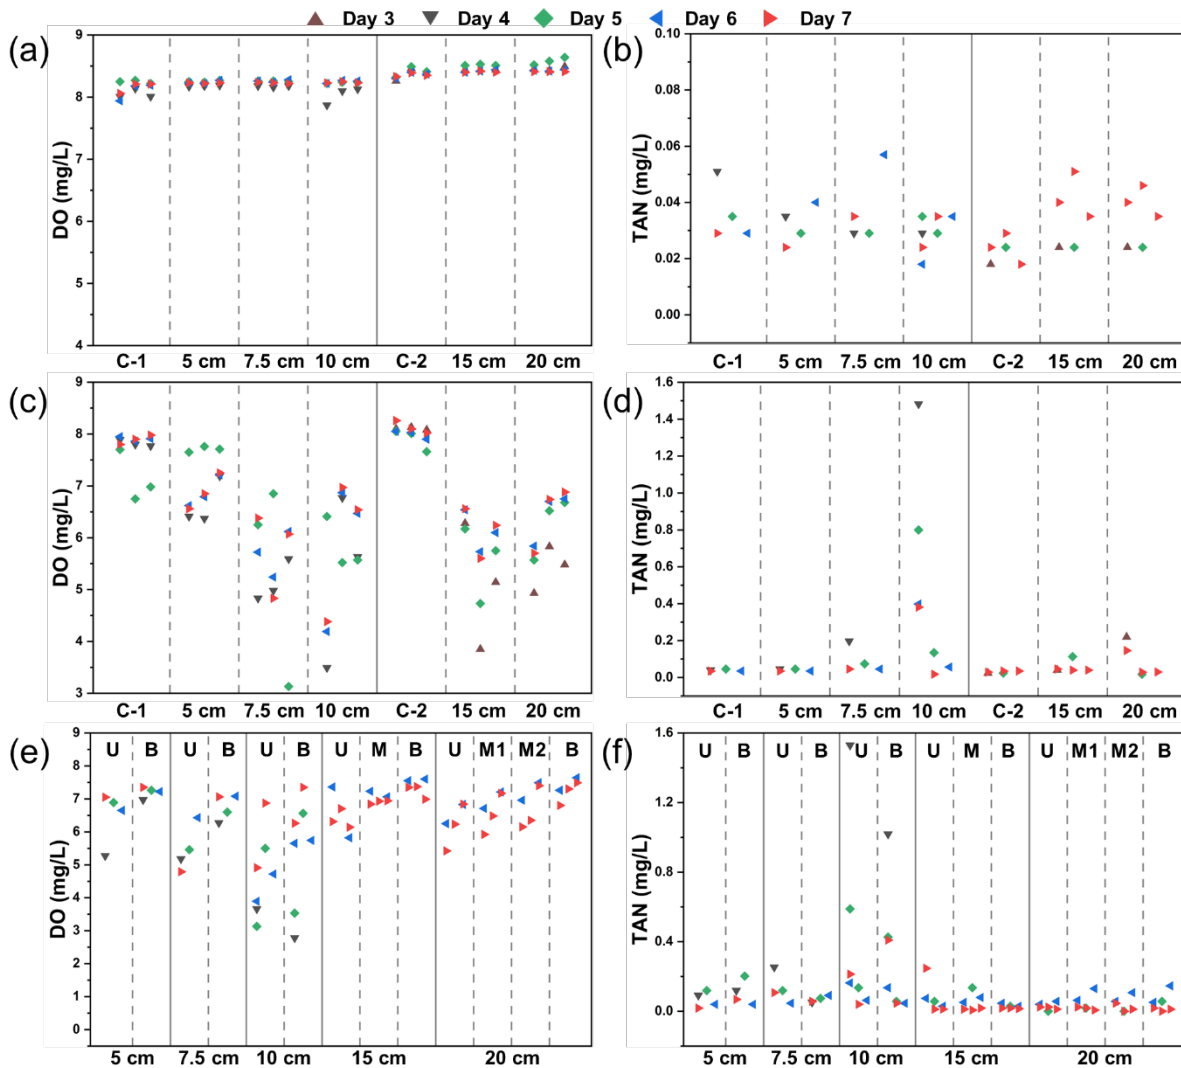 Day 3 Day 4 Day 5 Day 6 Day 7
(a)
9
8
7
6
5
4
DO (mg/L)
C-1 5 cm 7.5 cm 10 cm C-2 15 cm 20 cm
(b)
0.10
0.08
0.06
0.04
0.02
0.00
TAN (mg/L)
C-1 5 cm 7.5 cm 10 cm C-2 15 cm 20 cm
(c)
9
8
7
6
5
4
3
DO (mg/L)
C-1 5 cm 7.5 cm 10 cm C-2 15 cm 20 cm
(d)
1.6
1.4
1.2
1.0
0.8
0.6
0.4
0.2
0.0
TAN (mg/L)
C-1 5 cm 7.5 cm 10 cm C-2 15 cm 20 cm
(e)
U B U B U B U M B U M1 M2 B
9
8
7
6
5
4
3
2
1
0
DO (mg/L)
5 cm 7.5 cm 10 cm 15 cm 20 cm
(f)
U B U B U B U M B U M1 M2 B
1.6
1.2
0.8
0.4
0.0
TAN (mg/L)
5 cm 7.5 cm 10 cm 15 cm 20 cm